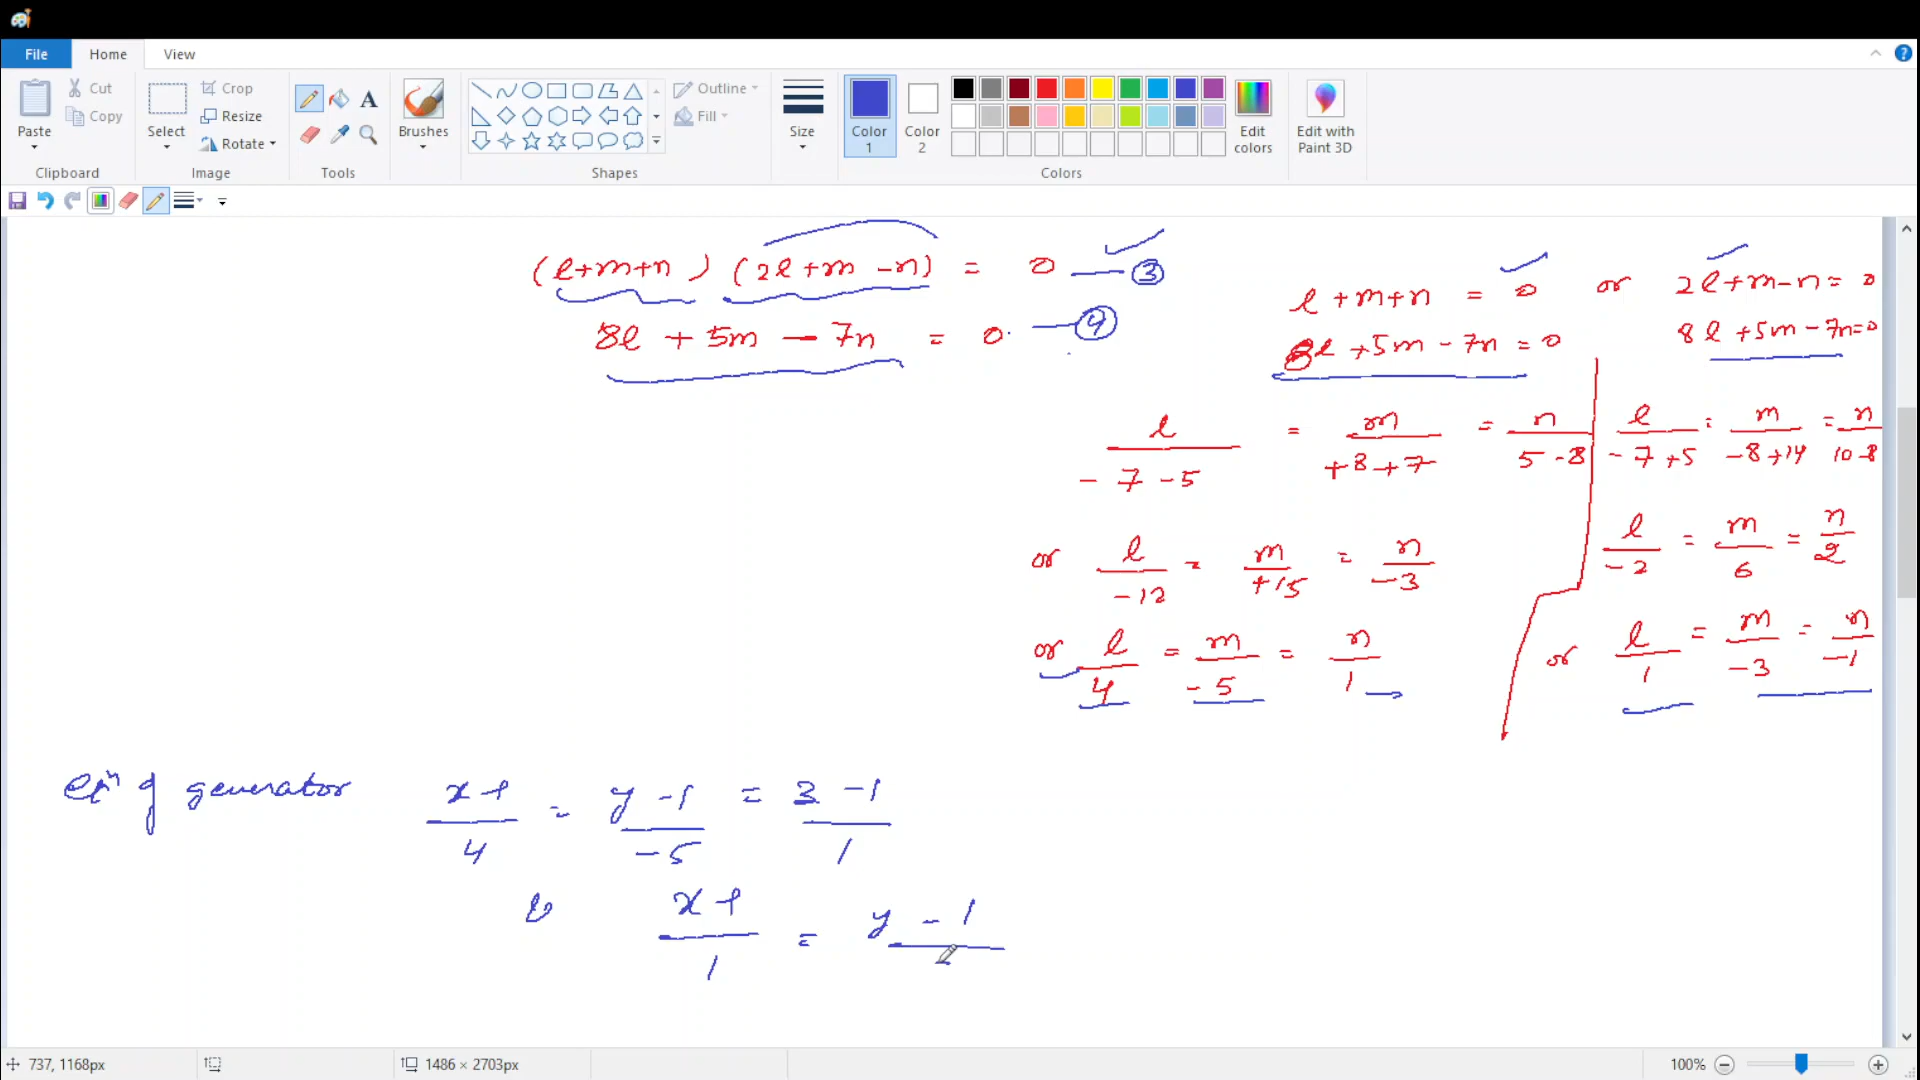 File Home View
Paste
Cut
Copy
Clipboard
Select
Crop
Resize
Rotate
Image
A
Tools
Brushes
Outline
Fill
Shapes
Size
Color 1
Color 2
Edit colors
Colors
Edit with Paint 3D
(l+m+n) (2l+m-n) = 0 — ③
8l + 5m - 7n = 0 — ④
l+m+n = 0 or 2l+m-n=0
8l+5m-7n=0 8l+5m-7n=0
l/-7-5 = m/+8+7 = n/5-8
l/-7+5 = m/-8+14 = n/10-8
or l/-12 = m/+15 = n/-3
l/-2 = m/6 = n/2
or l/4 = m/-5 = n/1
or l/1 = m/-3 = n/-1
generator x-1/4 = y-1/-5 = 3-1/1
x-1/1 = y-1/-
737, 1168px
1486 × 2703px
100%